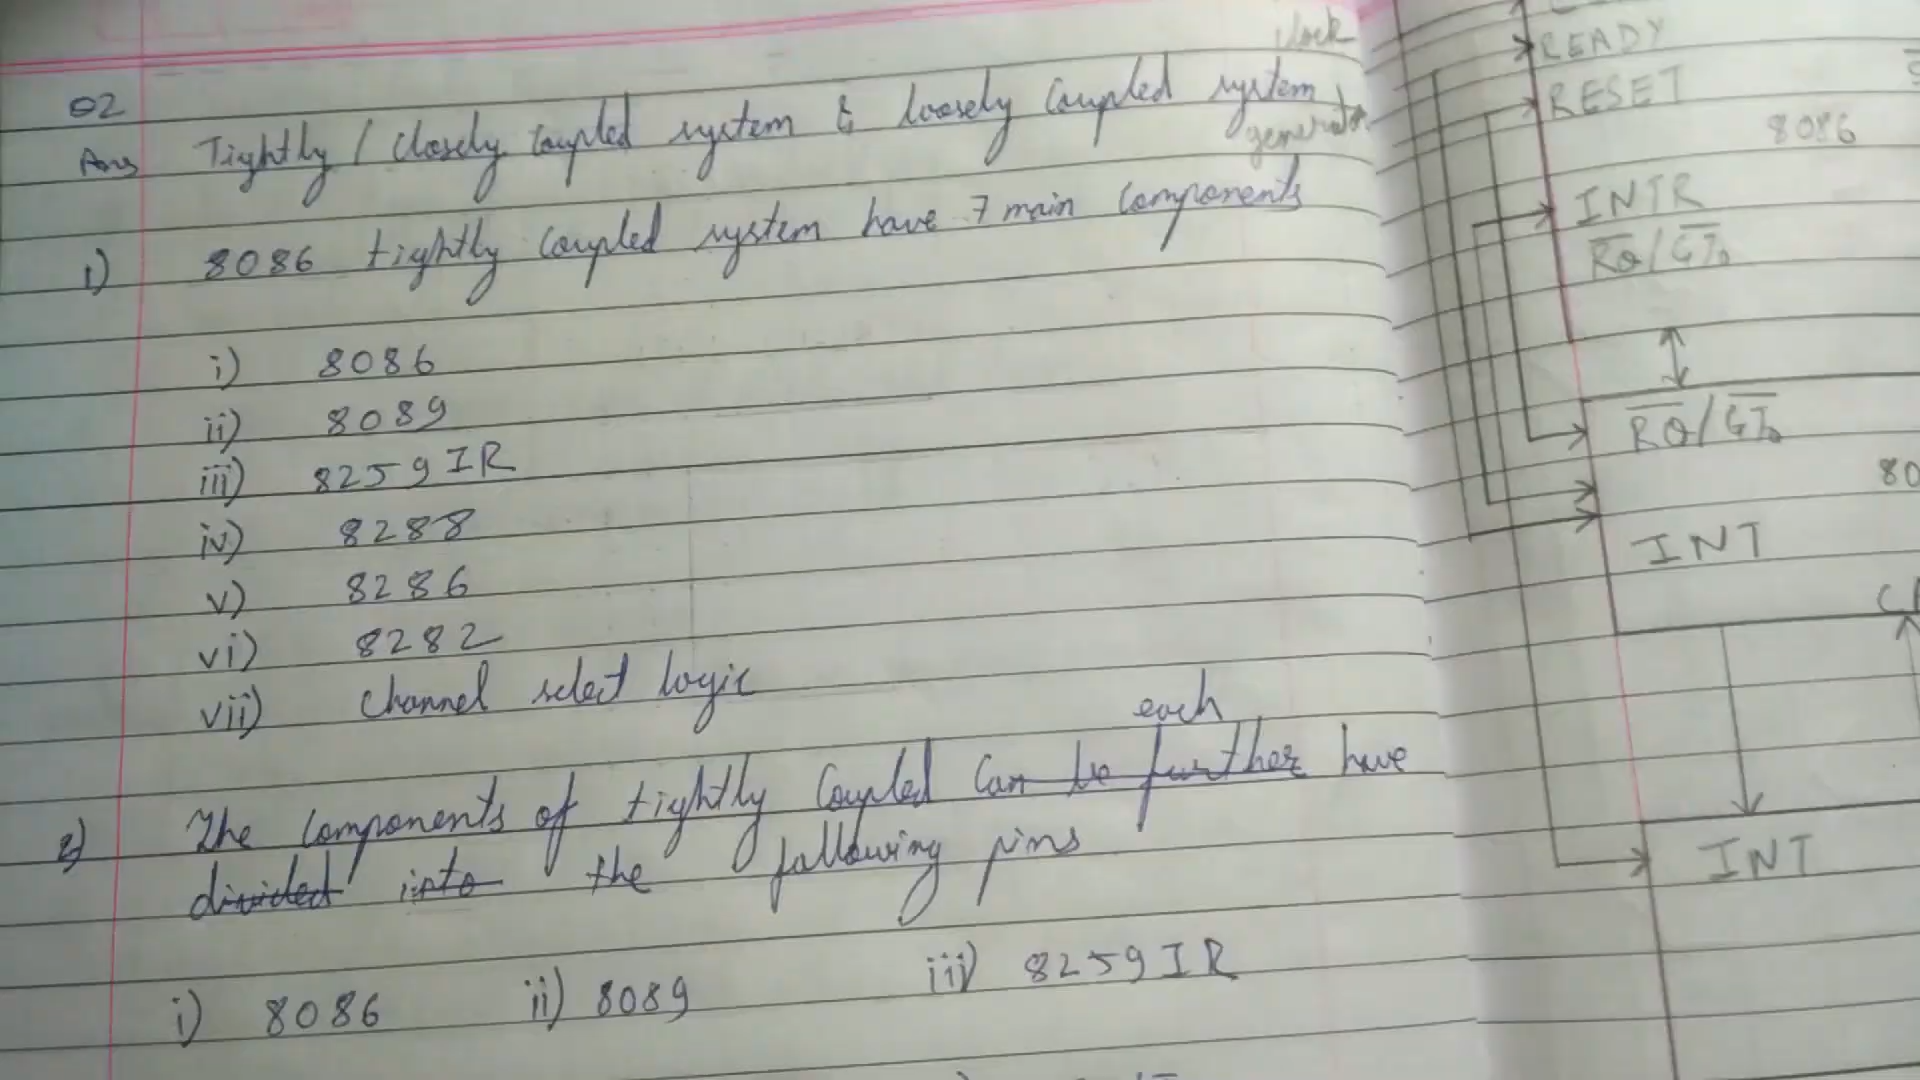 02
Ans Tightly / Closely Coupled system & loosely Coupled system
clock
generator
1) 8086 tightly Coupled system have 7 main Components
i) 8086
ii) 8089
iii) 8259 IR
iv) 8288
v) 8286
vi) 8282
vii) Channel select logic
each
2) The Components of tightly Coupled Can be further have
divided into the following pins
i) 8086 ii) 8089 iii) 8259 IR
READY
RESET
8086
INTR
RQ/GT0
RQ/GT0
80
INT
INT